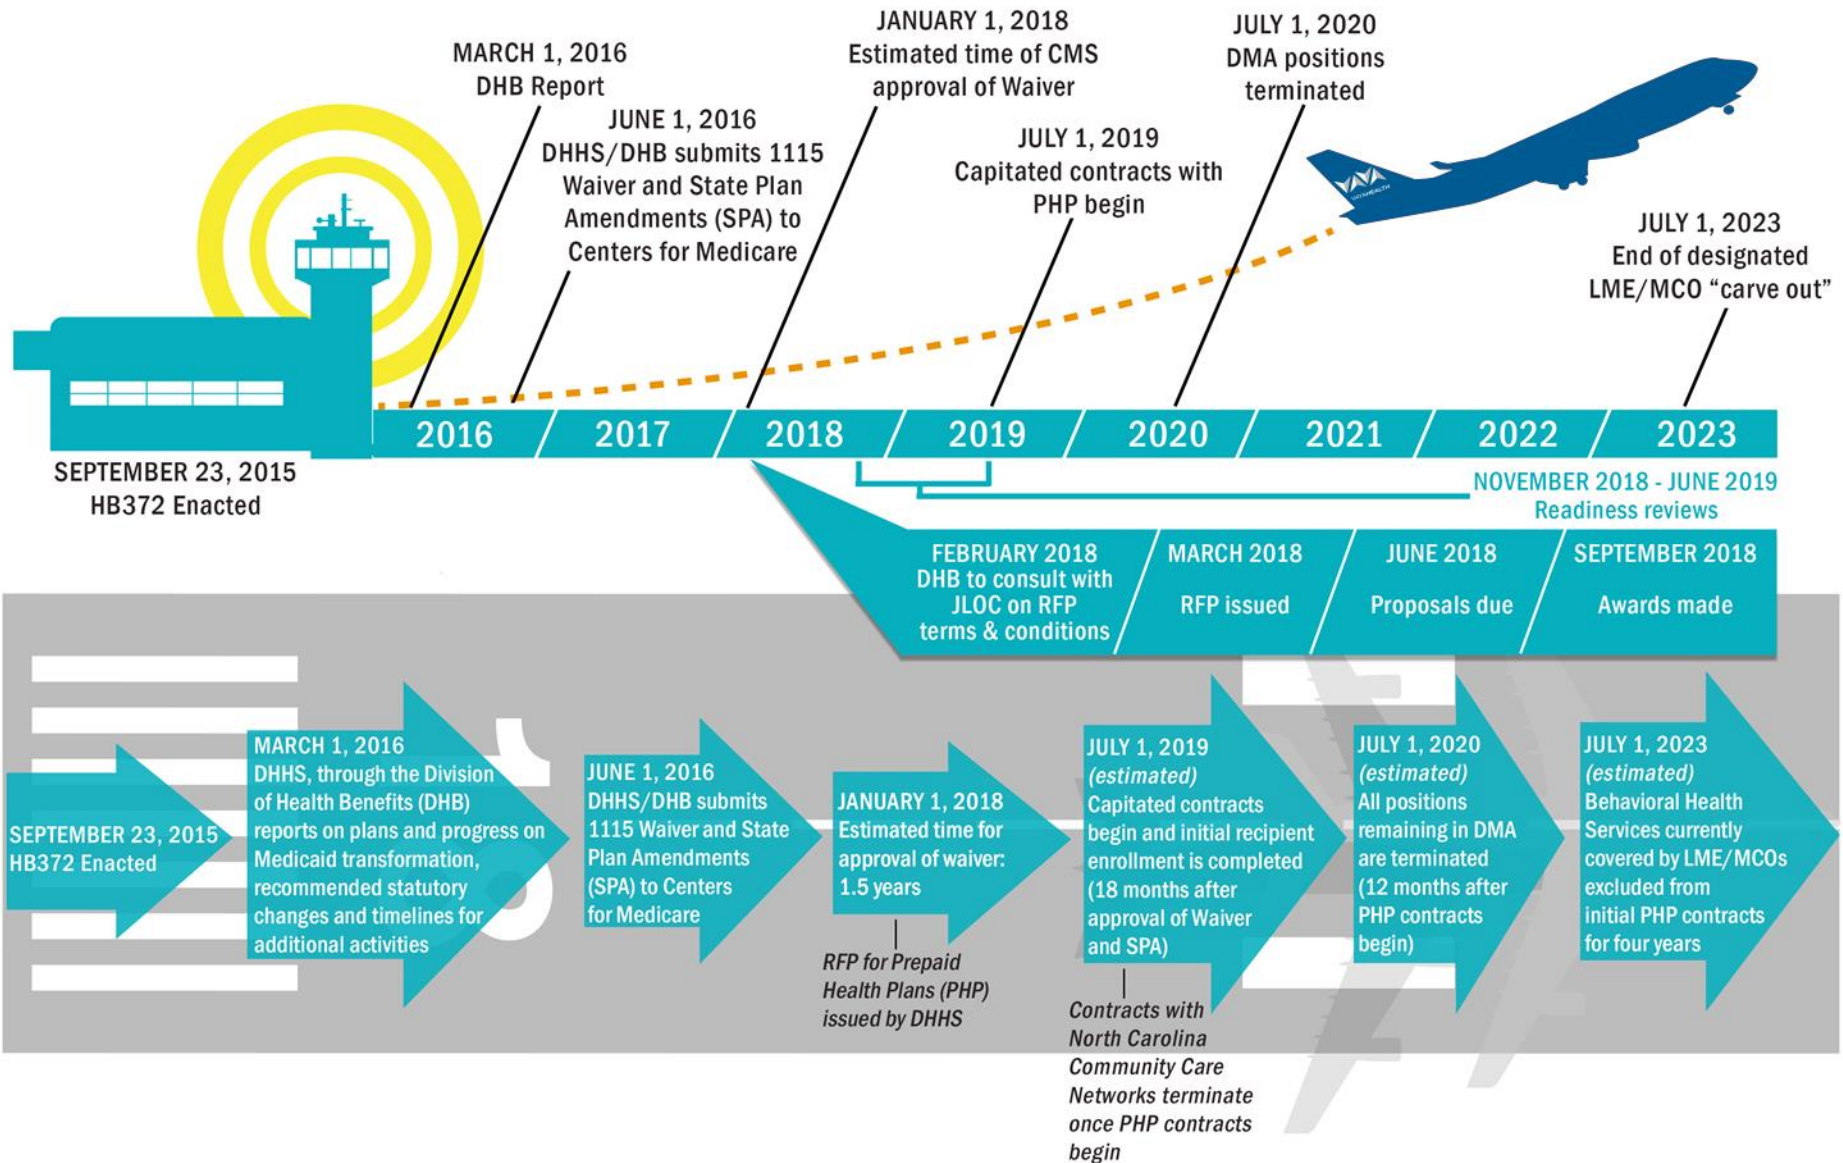 MARCH 1, 2016
DHB Report
JUNE 1, 2016
DHHS/DHB submits 1115
Waiver and State Plan
Amendments (SPA) to
Centers for Medicare
JANUARY 1, 2018
Estimated time of CMS
approval of Waiver
JULY 1, 2019
Capitated contracts with
PHP begin
JULY 1, 2020
DMA positions
terminated
VAYAHEALTH
JULY 1, 2023
End of designated
LME/MCO “carve out”
2016
2017
2018
2019
2020
2021
2022
2023
SEPTEMBER 23, 2015
HB372 Enacted
NOVEMBER 2018 - JUNE 2019
Readiness reviews
FEBRUARY 2018
DHB to consult with
JLOC on RFP
terms & conditions
MARCH 2018
RFP issued
JUNE 2018
Proposals due
SEPTEMBER 2018
Awards made
SEPTEMBER 23, 2015
HB372 Enacted
MARCH 1, 2016
DHHS, through the Division
of Health Benefits (DHB)
reports on plans and progress on
Medicaid transformation,
recommended statutory
changes and timelines for
additional activities
JUNE 1, 2016
DHHS/DHB submits
1115 Waiver and State
Plan Amendments
(SPA) to Centers
for Medicare
JANUARY 1, 2018
Estimated time for
approval of waiver:
1.5 years
RFP for Prepaid
Health Plans (PHP)
issued by DHHS
JULY 1, 2019
(estimated)
Capitated contracts
begin and initial recipient
enrollment is completed
(18 months after
approval of Waiver
and SPA)
Contracts with
North Carolina
Community Care
Networks terminate
once PHP contracts
begin
JULY 1, 2020
(estimated)
All positions
remaining in DMA
are terminated
(12 months after
PHP contracts
begin)
JULY 1, 2023
(estimated)
Behavioral Health
Services currently
covered by LME/MCOs
excluded from
initial PHP contracts
for four years